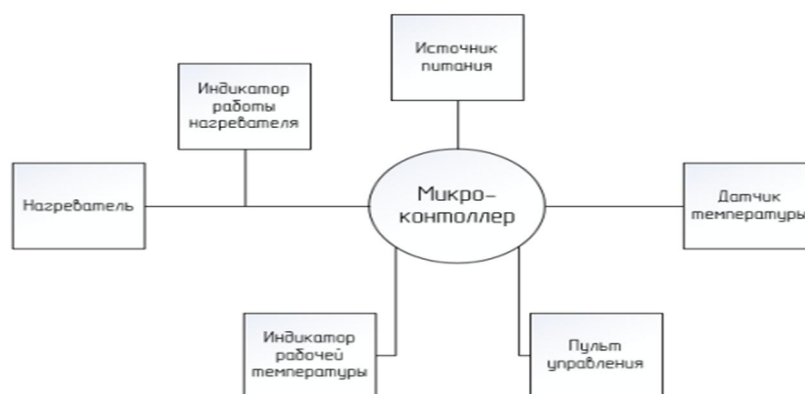 Источник
питания
Индикатор
работы
нагревателя
Нагреватель
Микро-
контоллер
Датчик
температуры
Индикатор
рабочей
температуры
Пульт
управления